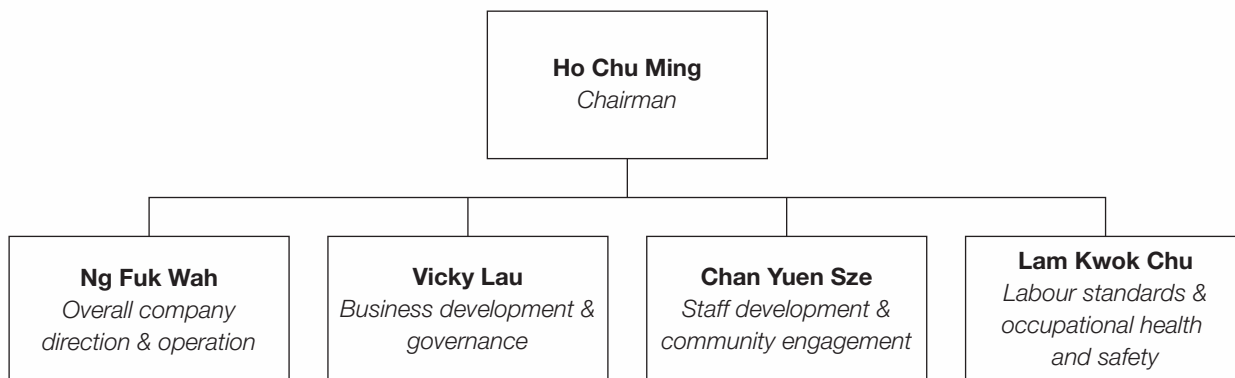 Ho Chu Ming
Chairman
Ng Fuk Wah
Overall company
direction & operation
Vicky Lau
Business development &
governance
Chan Yuen Sze
Staff development &
community engagement
Lam Kwok Chu
Labour standards &
occupational health
and safety